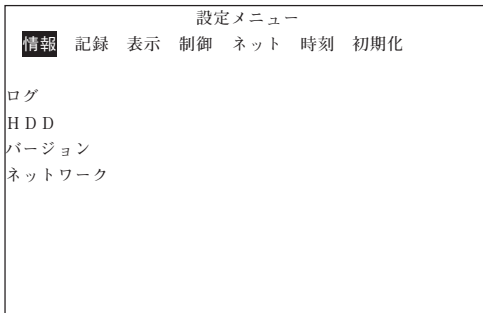 設定メニュー
情報 記録 表示 制御 ネット 時刻 初期化
ログ
ＨＤＤ
バージョン
ネットワーク